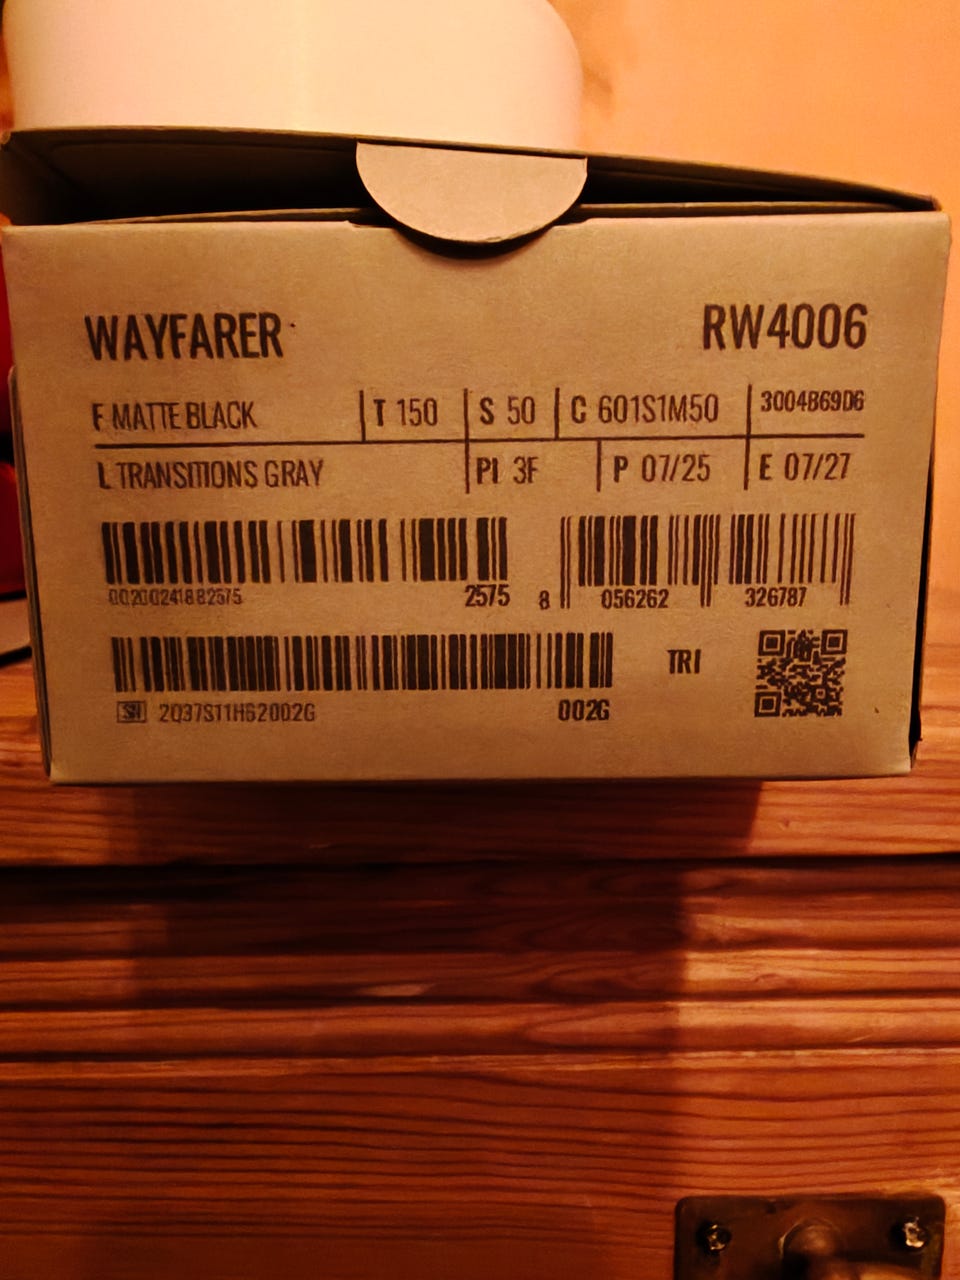 WAYFARER RW4006
F MATTE BLACK T 150 S 50 C 601S1M50 3004B69D6
L TRANSITIONS GRAY PI 3F P 07/25 E 07/27
00200241882575 2575 8 056262 326787
TRI
SN 2Q37S11H62002G 002G